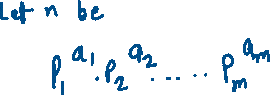 Let n be
p₁^a₁ · p₂^a₂ · ..... pₘ^aₘ